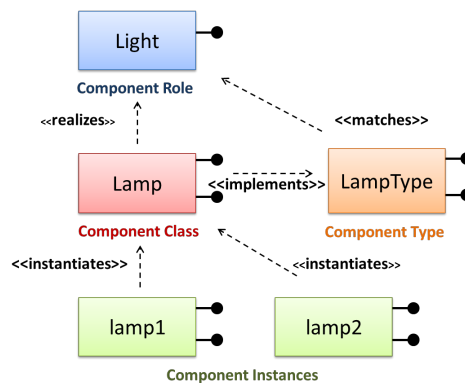 Light
Component Role
<<realizes>>
<<matches>>
Lamp
<<implements>>
LampType
Component Class
Component Type
<<instantiates>>
<<instantiates>>
lamp1
lamp2
Component Instances